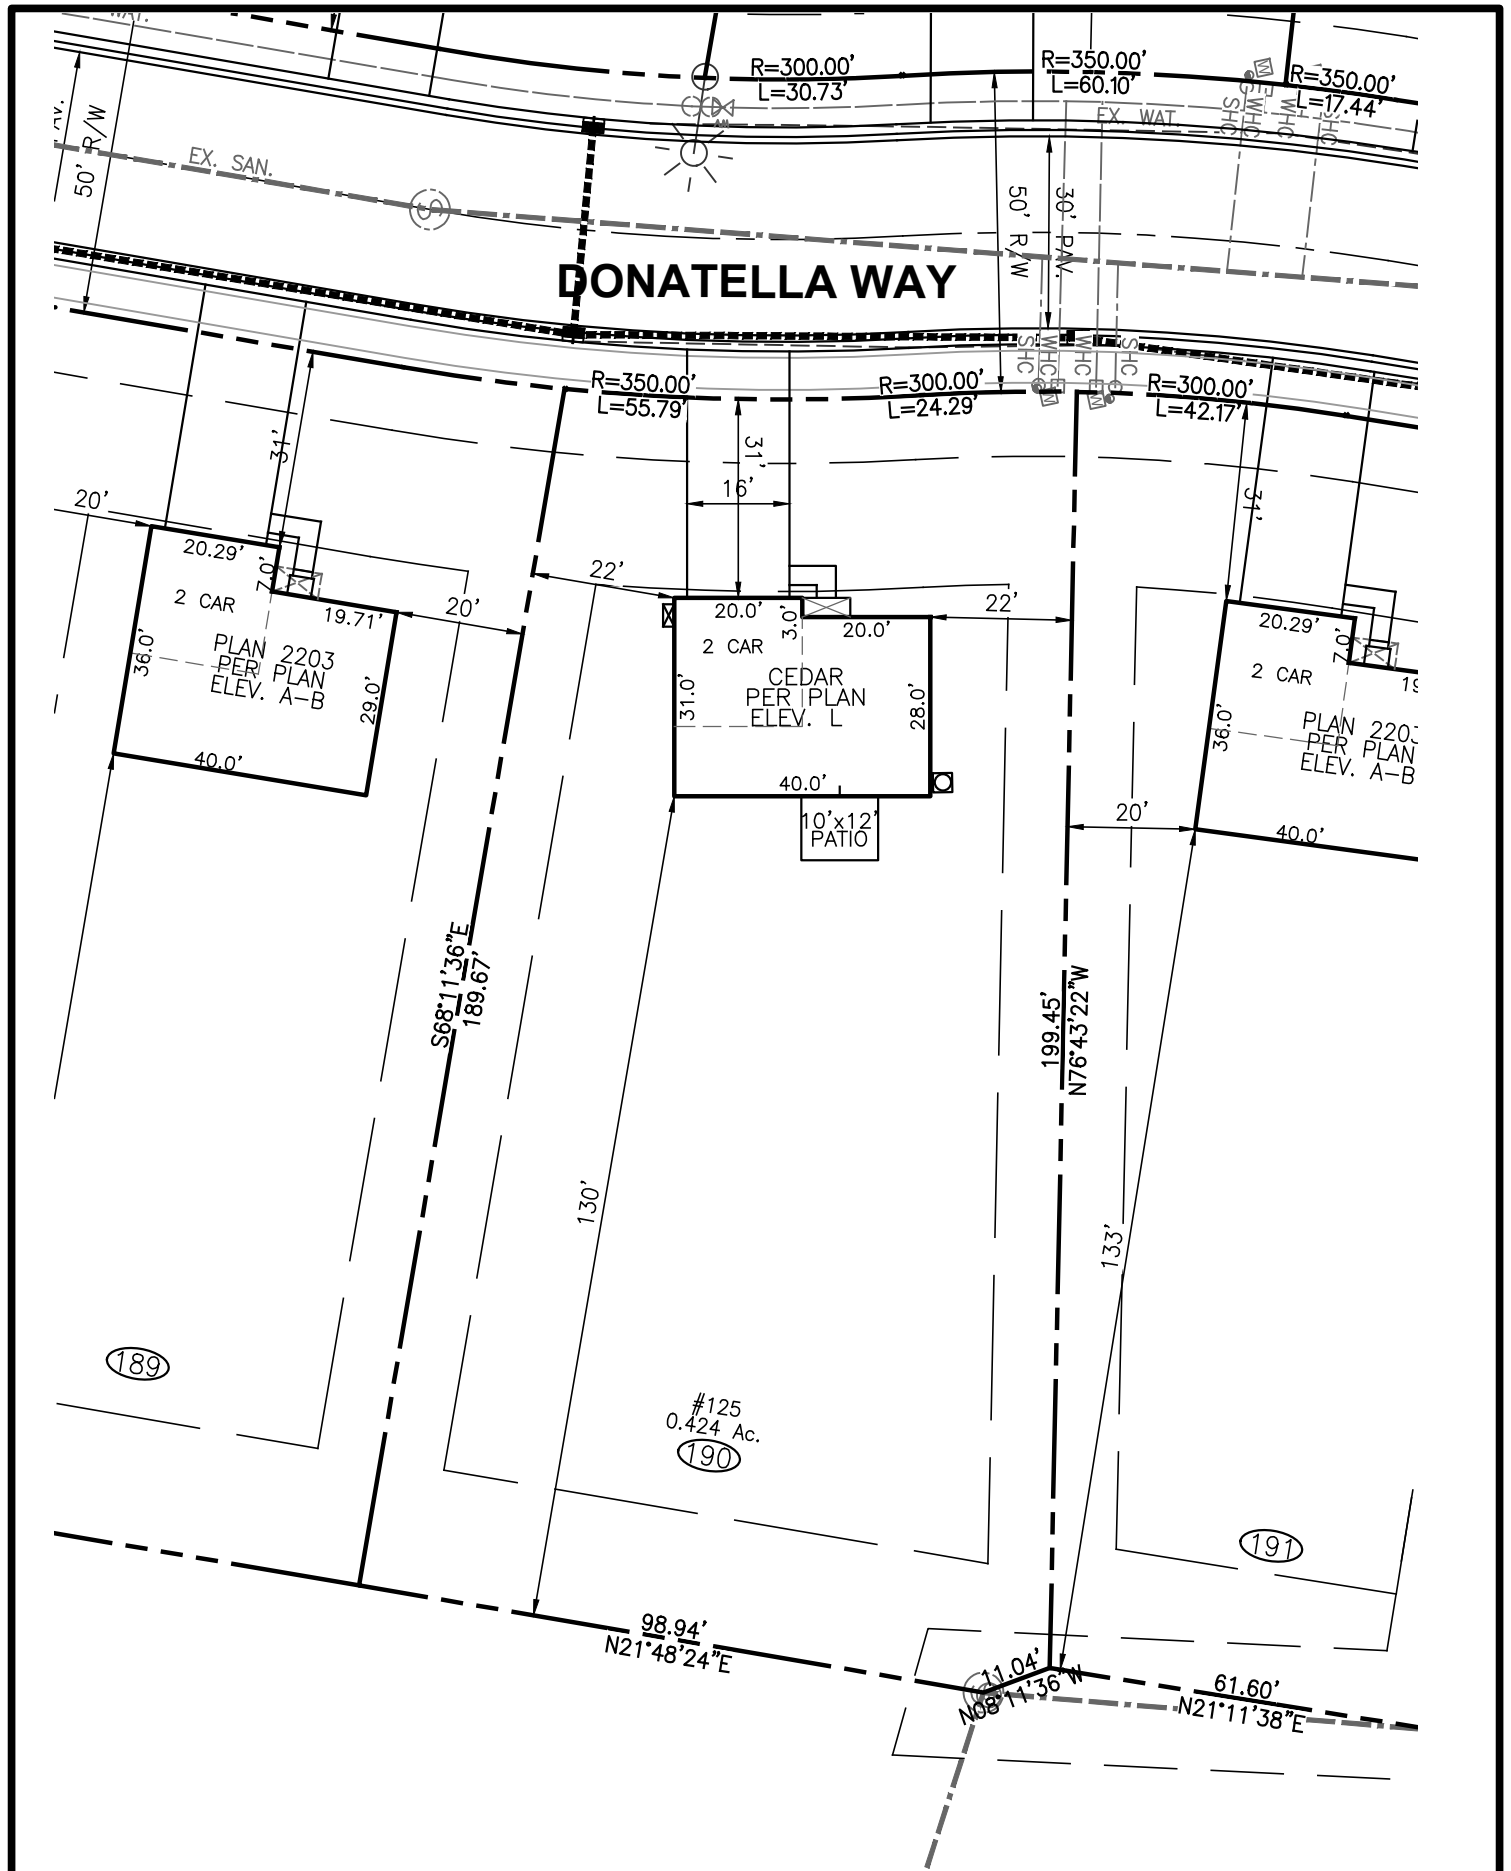 WAT.
R=300.00'
L=30.73'
R=350.00'
L=60.10'
R=350.00'
L=17.44'
50' R/W
EX. SAN.
S
EX. WAT.
SHC
WHC
WHC
SHC
50' R/W
30' PAV.
DONATELLA WAY
SHC
WHC
WHC
SHC
R=350.00'
L=55.79'
R=300.00'
L=24.29'
R=300.00'
L=42.17'
31'
31'
16'
31'
20'
20.29'
7.0'
2 CAR
19.71'
20'
36.0'
PLAN 2203
PER PLAN
ELEV. A-B
29.0'
40.0'
22'
20.0'
3.0'
20.0'
22'
2 CAR
CEDAR
PER PLAN
ELEV. L
31.0'
28.0'
40.0'
10'x12'
PATIO
20.29'
7.0'
2 CAR
19
36.0'
PLAN 2203
PER PLAN
ELEV. A-B
20'
40.0'
S68°11'36"E
189.67'
199.45'
N76°43'22"W
130'
133'
189
#125
0.424 Ac.
190
191
98.94'
N21°48'24"E
11.04'
N08°11'36"W
61.60'
N21°11'38"E